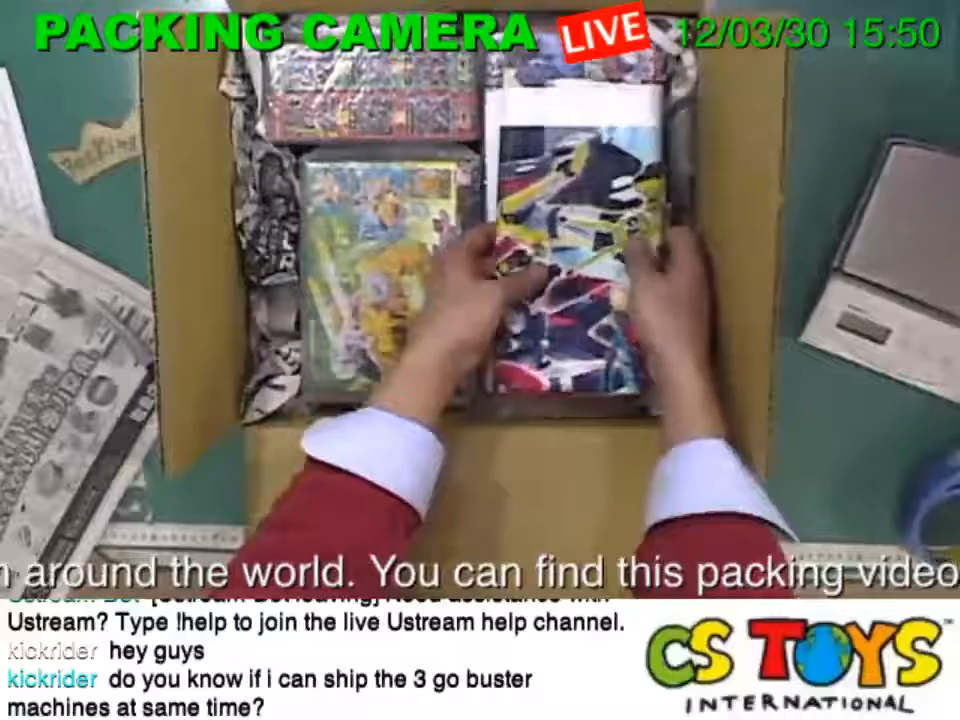 PACKING CAMERA LIVE 12/03/30 15:50
around the world. You can find this packing video
Ustream? Type !help to join the live Ustream help channel.
kickrider hey guys
kickrider do you know if i can ship the 3 go buster
machines at same time?
CS TOYS
INTERNATIONAL